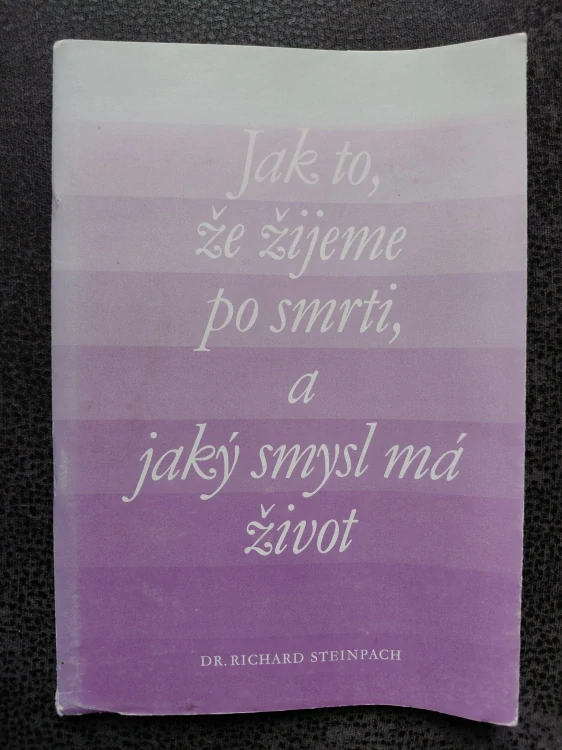 Jak to,
že žijeme
po smrti,
a
jaký smysl má
život
DR. RICHARD STEINPACH